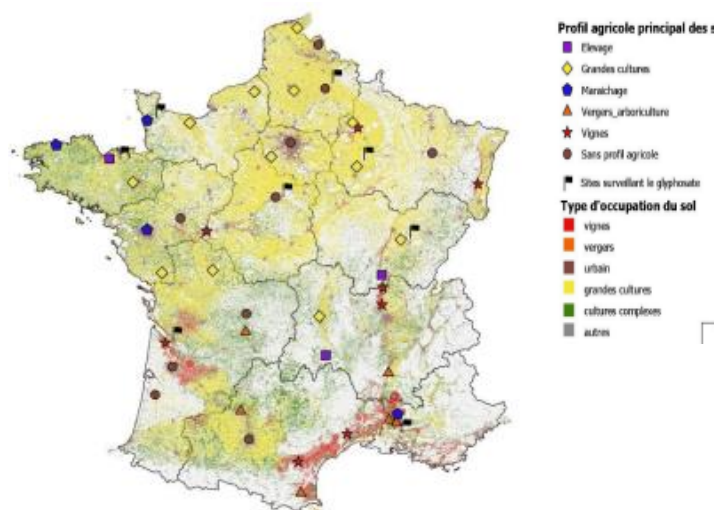 Profil agricole principal des s
Elevage
Grandes cultures
Maraichage
Vergers_arboriculture
Vignes
Sans profil agricole
Sites surveillant le glyphosate
Type d'occupation du sol
vignes
vergers
urbain
grandes cultures
cultures complexes
autres